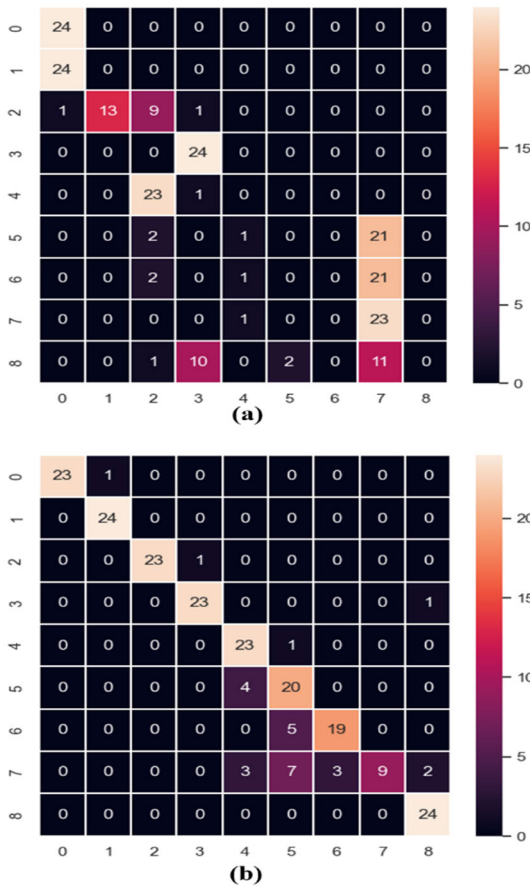 0 24 0 0 0 0 0 0 0 0
1 24 0 0 0 0 0 0 0 0
2 1 13 9 1 0 0 0 0 0
3 0 0 0 24 0 0 0 0 0
4 0 0 23 1 0 0 0 0 0
5 0 0 2 0 1 0 0 21 0
6 0 0 2 0 1 0 0 21 0
7 0 0 0 0 1 0 0 23 0
8 0 0 1 10 0 2 0 11 0
0 1 2 3 4 5 6 7 8
20
15
10
5
0
(a)
0 23 1 0 0 0 0 0 0 0
1 0 24 0 0 0 0 0 0 0
2 0 0 23 1 0 0 0 0 0
3 0 0 0 23 0 0 0 0 1
4 0 0 0 0 23 1 0 0 0
5 0 0 0 0 4 20 0 0 0
6 0 0 0 0 0 5 19 0 0
7 0 0 0 0 3 7 3 9 2
8 0 0 0 0 0 0 0 0 24
0 1 2 3 4 5 6 7 8
20
15
10
5
0
(b)